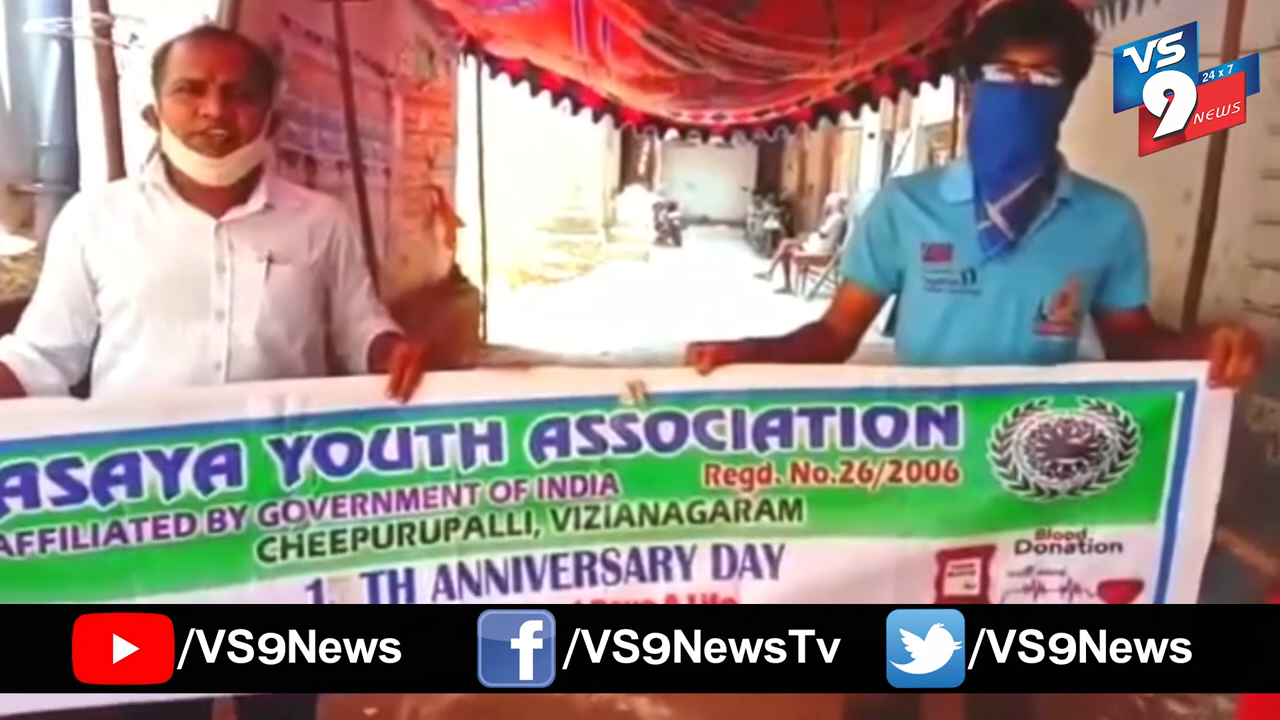 VS
9
24 x 7
NEWS
ASAYA YOUTH ASSOCIATION
Regd. No.26/2006
AFFILIATED BY GOVERNMENT OF INDIA
CHEEPURUPALLI, VIZIANAGARAM
TH ANNIVERSARY DAY
Blood
Donation
/VS9News
/VS9NewsTv
/VS9News